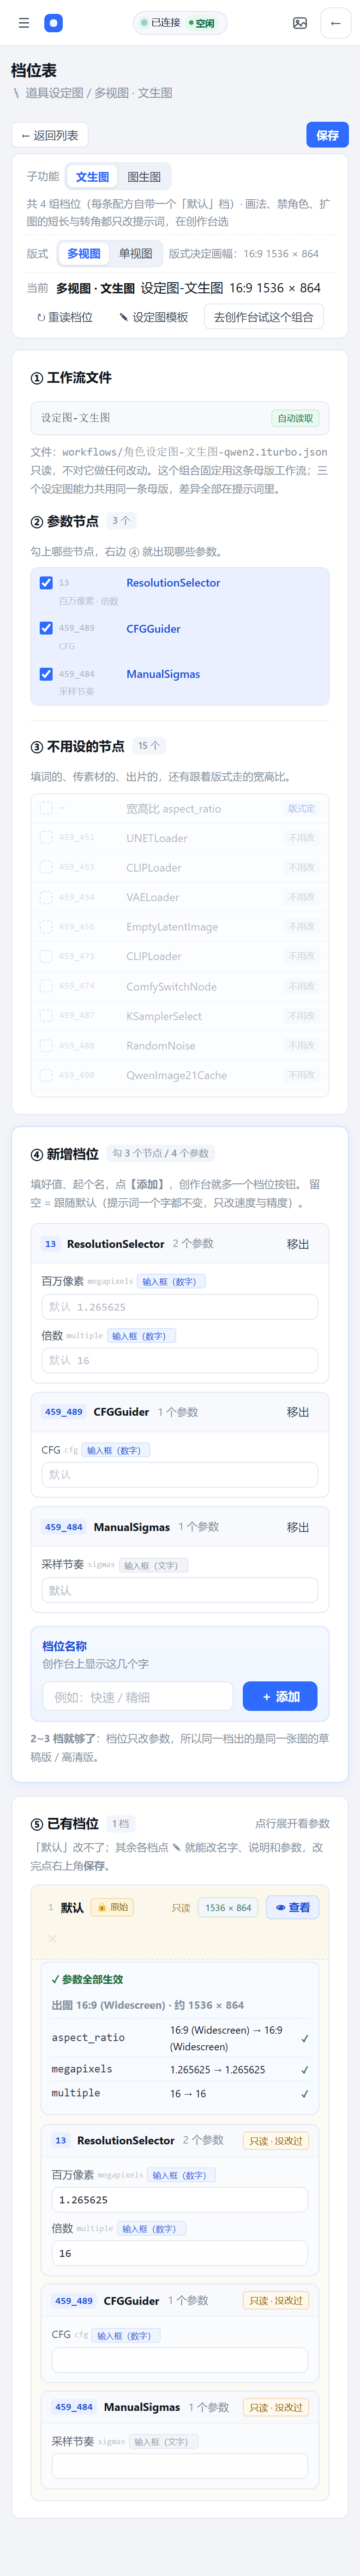 已连接 空闲
←
档位表
道具设定图 / 多视图 · 文生图
← 返回列表
保存
子功能 文生图 图生图
共 4 组档位（每条配方自带一个「默认」档）· 画法、禁角色、扩
图的短长与转角都只改提示词，在创作台选
版式 多视图 单视图 版式决定画幅：16:9 1536 × 864
当前 多视图 · 文生图 设定图-文生图 16:9 1536 × 864
↻ 重读档位 设定图模板 去创作台试这个组合
① 工作流文件
设定图-文生图 自动读取
文件：workflows/角色设定图-文生图-qwen2.1turbo.json
只读，不对它做任何改动。这个组合固定用这条母版工作流；三
个设定图能力共用同一条母版，差异全部在提示词里。
② 参数节点 3 个
勾上哪些节点，右边 ④ 就出现哪些参数。
13 ResolutionSelector
百万像素 · 倍数
459_489 CFGGuider
CFG
459_484 ManualSigmas
采样节奏
③ 不用设的节点 15 个
填词的、传素材的、出片的，还有跟着版式走的宽高比。
— 宽高比 aspect_ratio 版式定
459_451 UNETLoader 不用改
459_453 CLIPLoader 不用改
459_454 VAELoader 不用改
459_456 EmptyLatentImage 不用改
459_473 CLIPLoader 不用改
459_474 ComfySwitchNode 不用改
459_487 KSamplerSelect 不用改
459_488 RandomNoise 不用改
459_490 QwenImage21Cache 不用改
④ 新增档位 勾 3 个节点 / 4 个参数
填好值、起个名，点【添加】，创作台就多一个档位按钮。 留
空 = 跟随默认（提示词一个字都不变，只改速度与精度）。
13 ResolutionSelector 2 个参数 移出
百万像素 megapixels 输入框（数字）
默认 1.265625
倍数 multiple 输入框（数字）
默认 16
459_489 CFGGuider 1 个参数 移出
CFG cfg 输入框（数字）
默认
459_484 ManualSigmas 1 个参数 移出
采样节奏 sigmas 输入框（文字）
默认
档位名称
创作台上显示这几个字
例如：快速 / 精细 + 添加
2~3 档就够了：档位只改参数，所以同一档出的是同一张图的草
稿版 / 高清版。
⑤ 已有档位 1 档 点行展开看参数
「默认」改不了；其余各档点 ✎ 就能改名字、说明和参数，改
完点右上角保存。
1 默认 🔒 原始 只读 1536 × 864 👁 查看
×
✓ 参数全部生效
出图 16:9 (Widescreen) · 约 1536 × 864
aspect_ratio 16:9 (Widescreen) → 16:9 ✓
(Widescreen)
megapixels 1.265625 → 1.265625 ✓
multiple 16 → 16 ✓
13 ResolutionSelector 2 个参数 只读 · 没改过
百万像素 megapixels 输入框（数字）
1.265625
倍数 multiple 输入框（数字）
16
459_489 CFGGuider 1 个参数 只读 · 没改过
CFG cfg 输入框（数字）
459_484 ManualSigmas 1 个参数 只读 · 没改过
采样节奏 sigmas 输入框（文字）